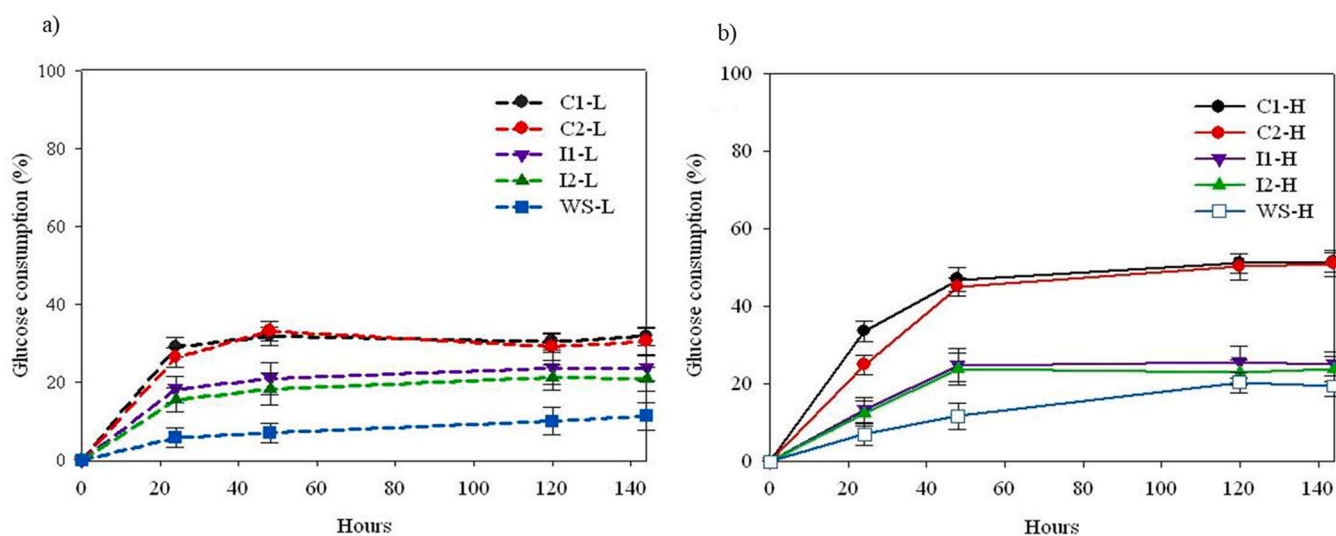 a)
100
80
60
40
20
0
Glucose consumption (%)
C1-L
C2-L
I1-L
I2-L
WS-L
0 20 40 60 80 100 120 140
Hours
b)
100
80
60
40
20
0
Glucose consumption (%)
C1-H
C2-H
I1-H
I2-H
WS-H
0 20 40 60 80 100 120 140
Hours